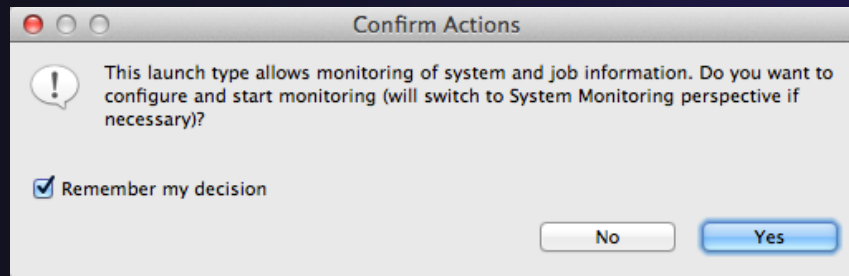 Confirm Actions
This launch type allows monitoring of system and job information. Do you want to
configure and start monitoring (will switch to System Monitoring perspective if
necessary)?
Remember my decision
No
Yes